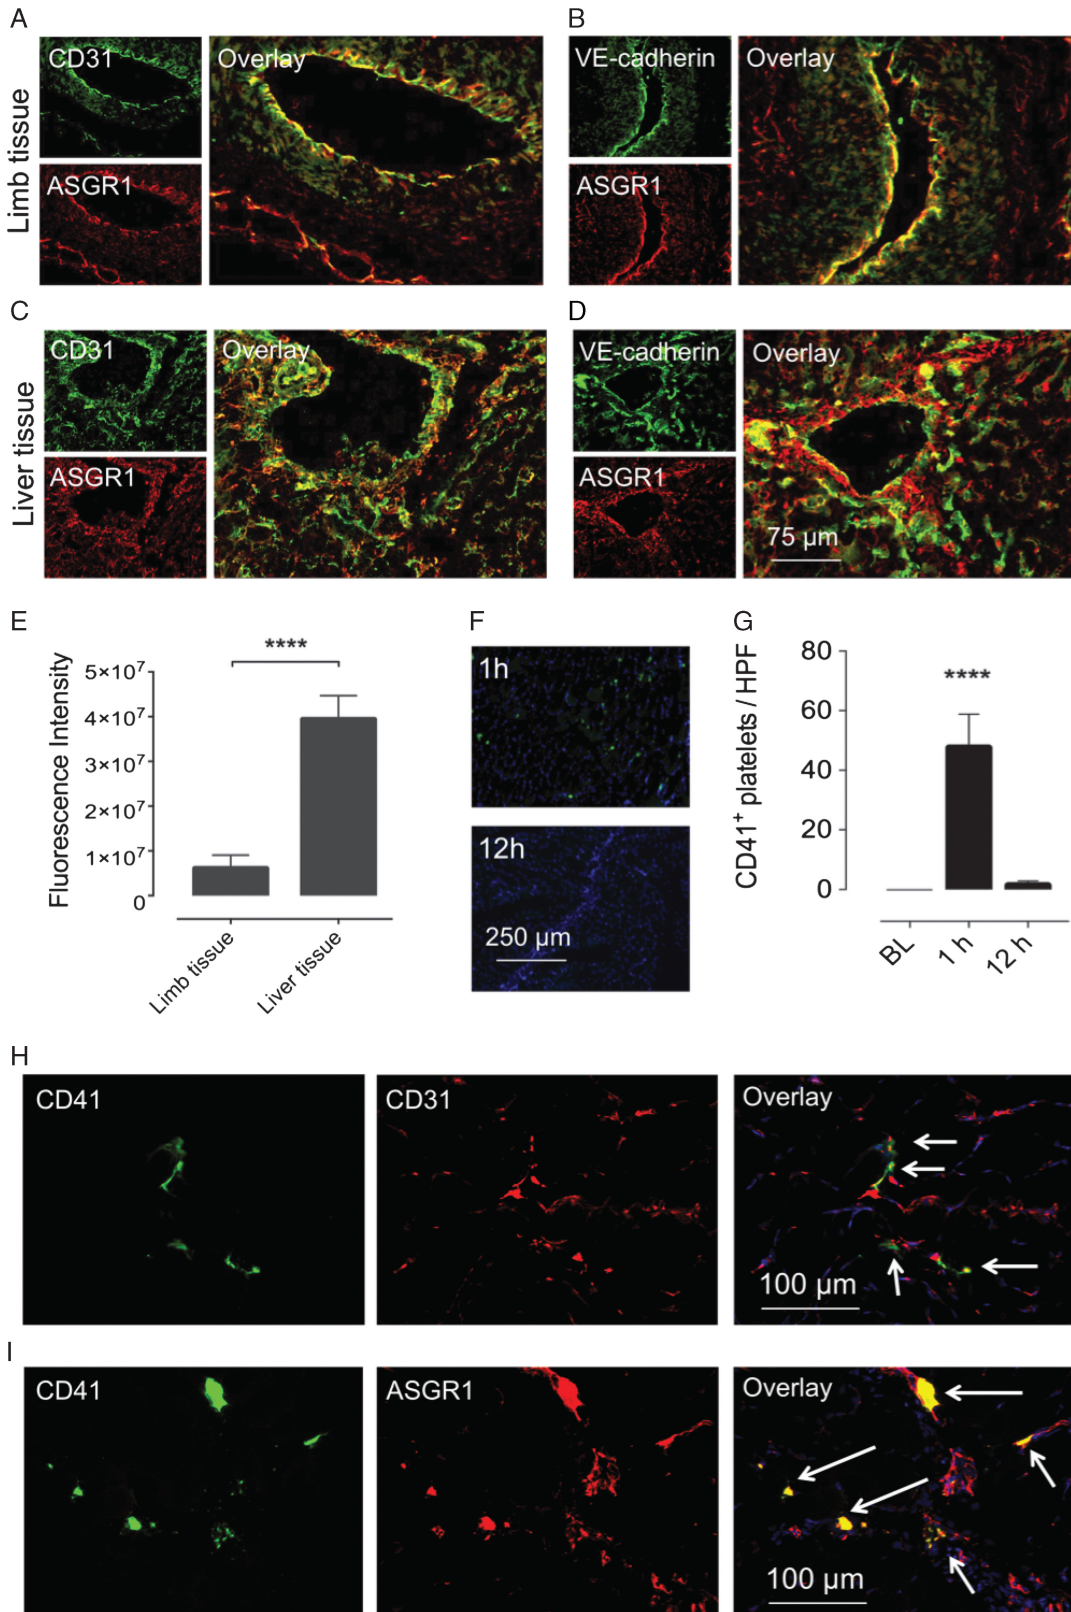 A
B
Limb tissue
CD31
Overlay
ASGR1
VE-cadherin
Overlay
ASGR1
C
D
Liver tissue
CD31
Overlay
ASGR1
VE-cadherin
Overlay
ASGR1
75 µm
E
Fluorescence Intensity
****
5×10⁷
4×10⁷
3×10⁷
2×10⁷
1×10⁷
0
Limb tissue
Liver tissue
F
1h
12h
250 µm
G
CD41⁺ platelets / HPF
80
60
40
20
0
****
BL
1 h
12 h
H
CD41
CD31
Overlay
100 µm
I
CD41
ASGR1
Overlay
100 µm